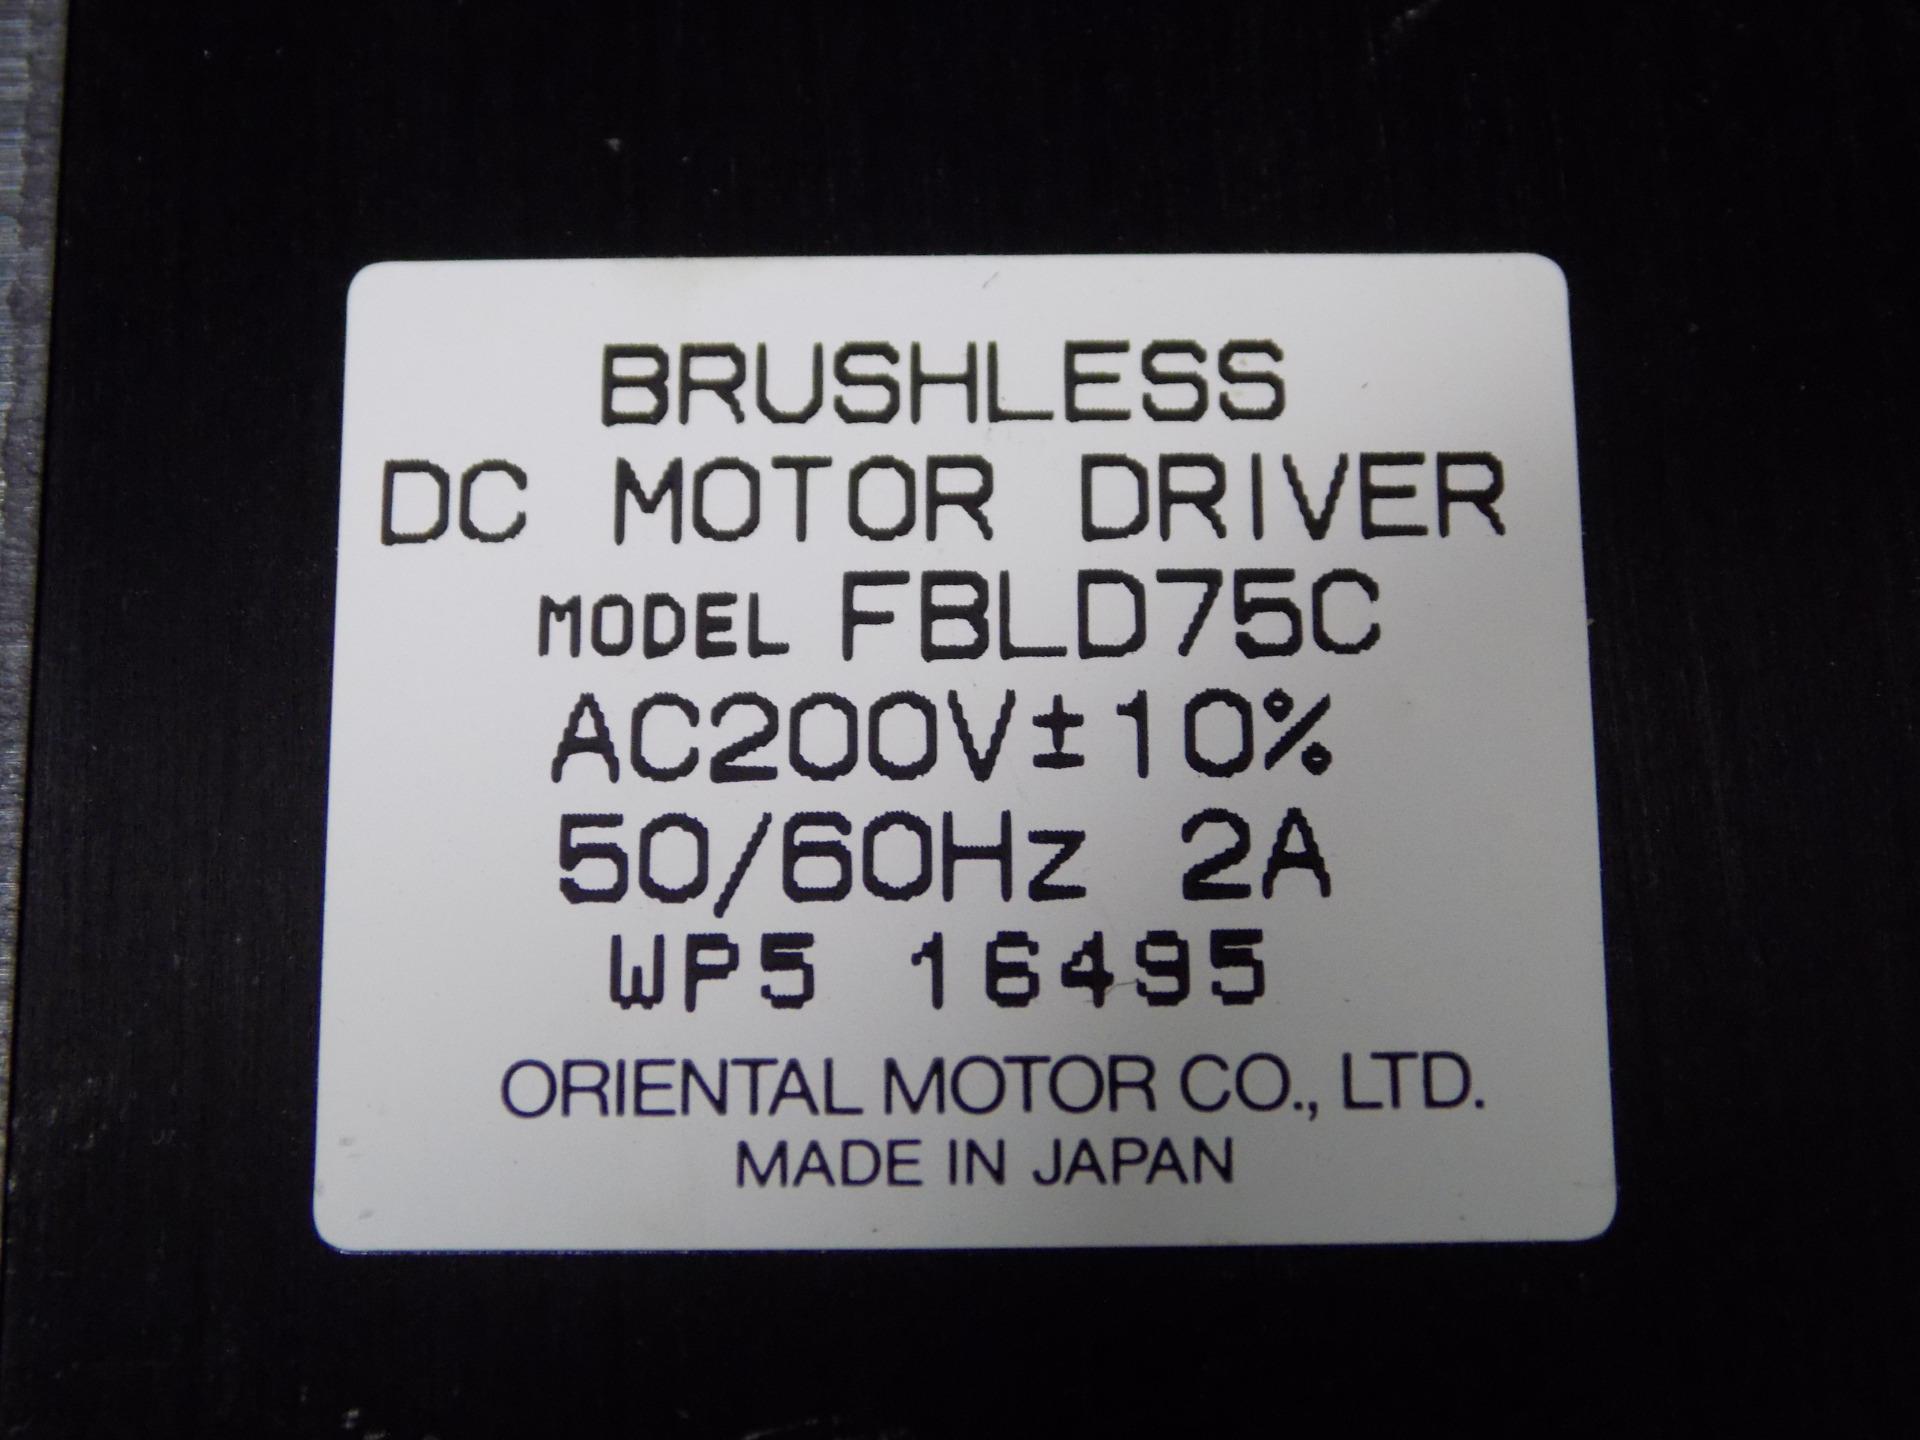 BRUSHLESS
DC MOTOR DRIVER
MODEL FBLD75C
AC200V±10%
50/60Hz 2A
WP5 16495
ORIENTAL MOTOR CO., LTD.
MADE IN JAPAN